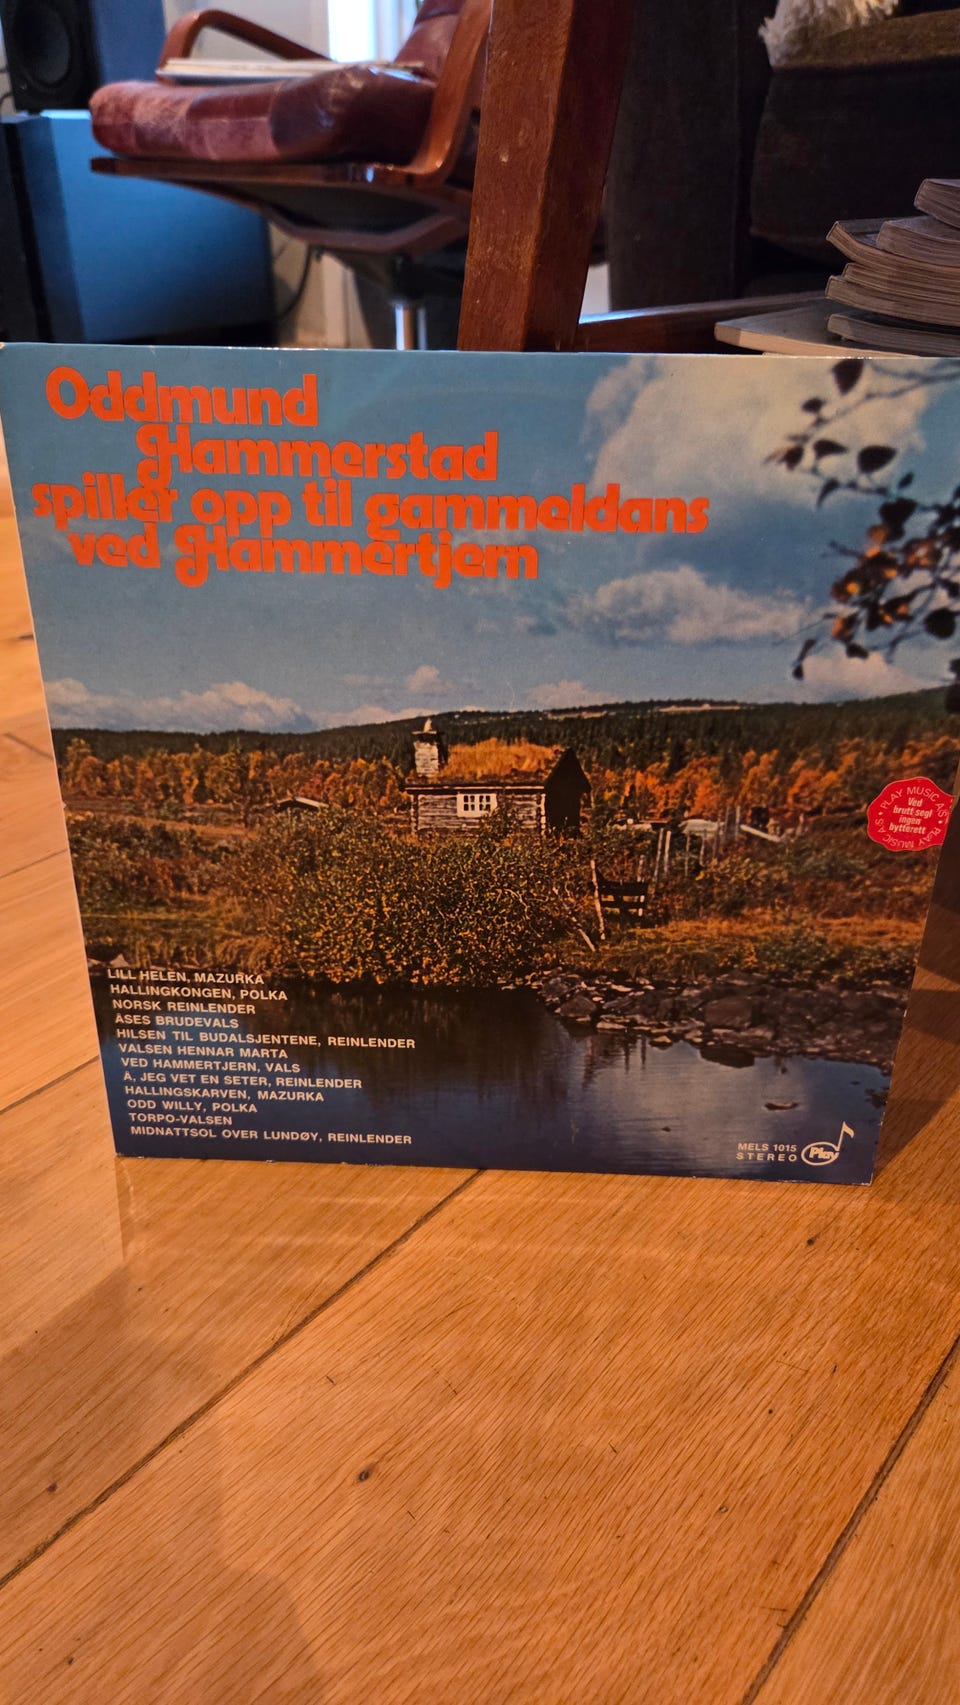 Oddmund
Hammerstad
spiller opp til gammeldans
ved Hammertjern
PLAY MUSIC A/S • PLAY MUSIC A/S •
Ved
brutt segl
ingen
bytterett
LILL HELEN, MAZURKA
HALLINGKONGEN, POLKA
NORSK REINLENDER
ÅSES BRUDEVALS
HILSEN TIL BUDALSJENTENE, REINLENDER
VALSEN HENNAR MARTA
VED HAMMERTJERN, VALS
Å, JEG VET EN SETER, REINLENDER
HALLINGSKARVEN, MAZURKA
ODD WILLY, POLKA
TORPO-VALSEN
MIDNATTSOL OVER LUNDØY, REINLENDER
MELS 1015
STEREO
Play